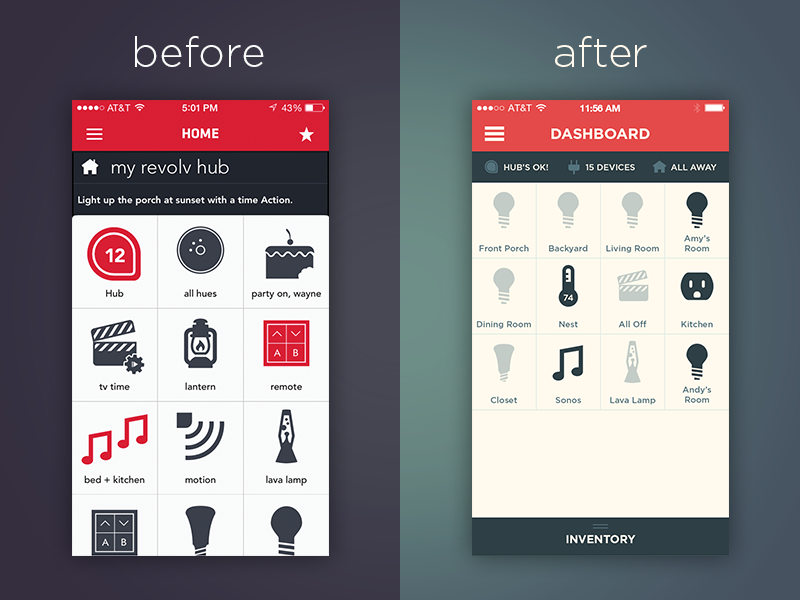 before
AT&T 5:01 PM 43%
HOME
my revolv hub
Light up the porch at sunset with a time Action.
12
Hub all hues party on, wayne
A B
tv time lantern remote
bed + kitchen motion lava lamp
A B
after
AT&T 11:56 AM
DASHBOARD
HUB'S OK! 15 DEVICES ALL AWAY
Front Porch Backyard Living Room Amy's
Room
74
Dining Room Nest All Off Kitchen
Closet Sonos Lava Lamp Andy's
Room
INVENTORY